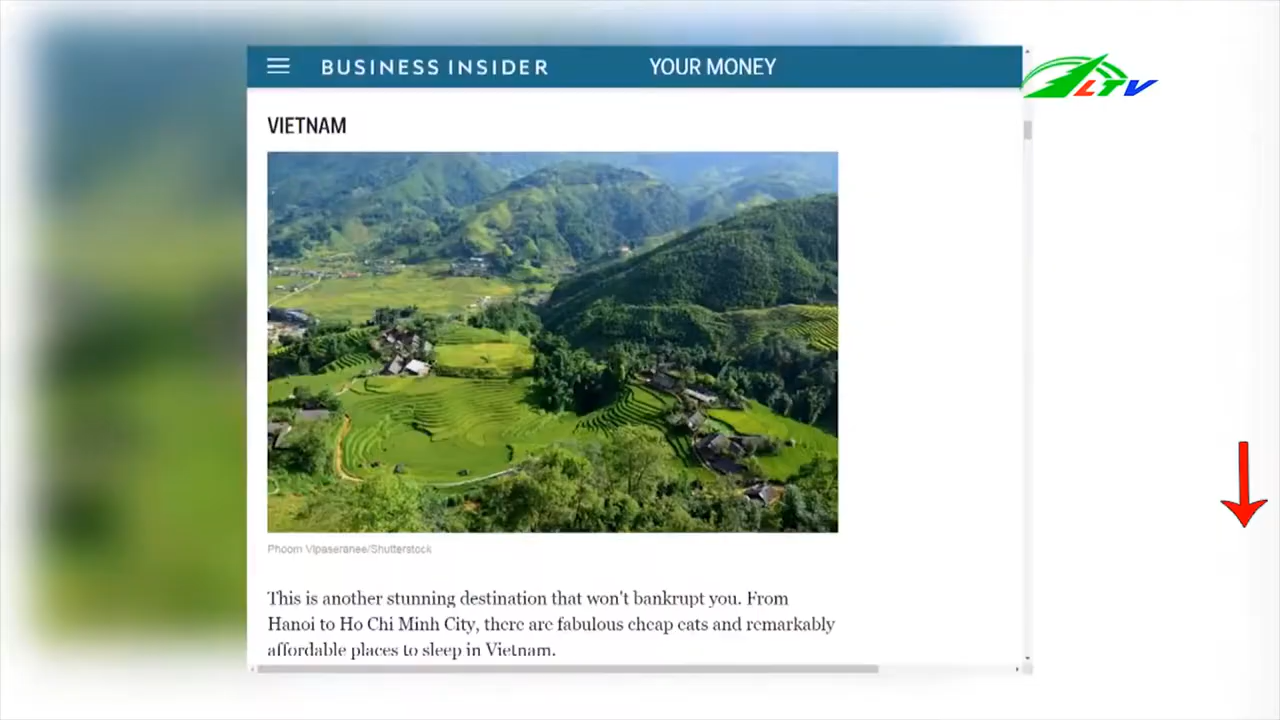 BUSINESS INSIDER
YOUR MONEY
LTV
VIETNAM
Phoom Vipaseranee/Shutterstock
This is another stunning destination that won't bankrupt you. From
Hanoi to Ho Chi Minh City, there are fabulous cheap eats and remarkably
affordable places to sleep in Vietnam.